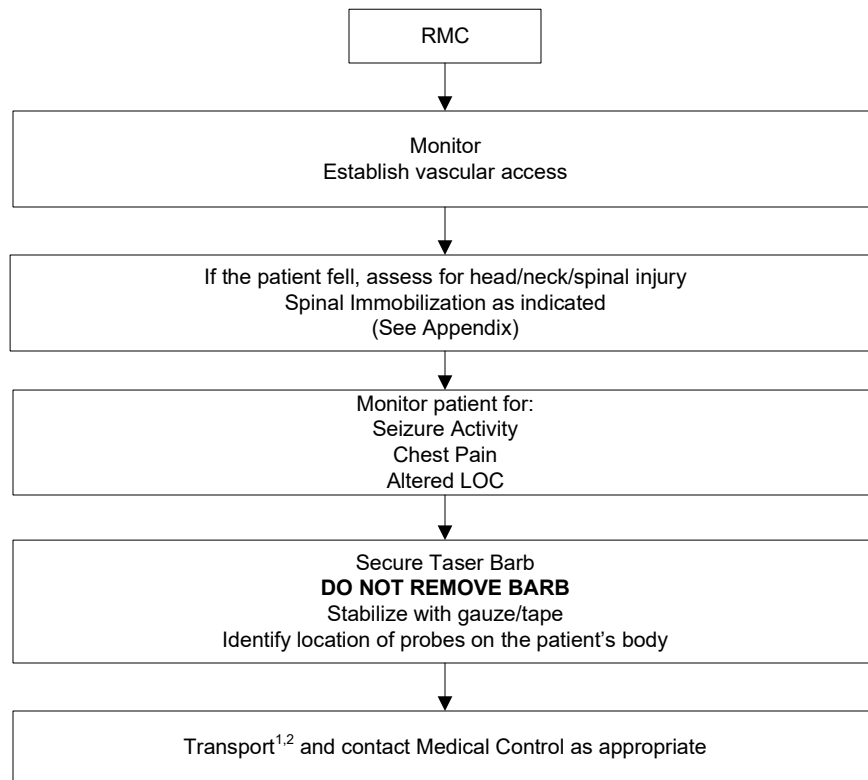 RMC
Monitor
Establish vascular access
If the patient fell, assess for head/neck/spinal injury
Spinal Immobilization as indicated
(See Appendix)
Monitor patient for:
Seizure Activity
Chest Pain
Altered LOC
Secure Taser Barb
DO NOT REMOVE BARB
Stabilize with gauze/tape
Identify location of probes on the patient's body
Transport1,2 and contact Medical Control as appropriate